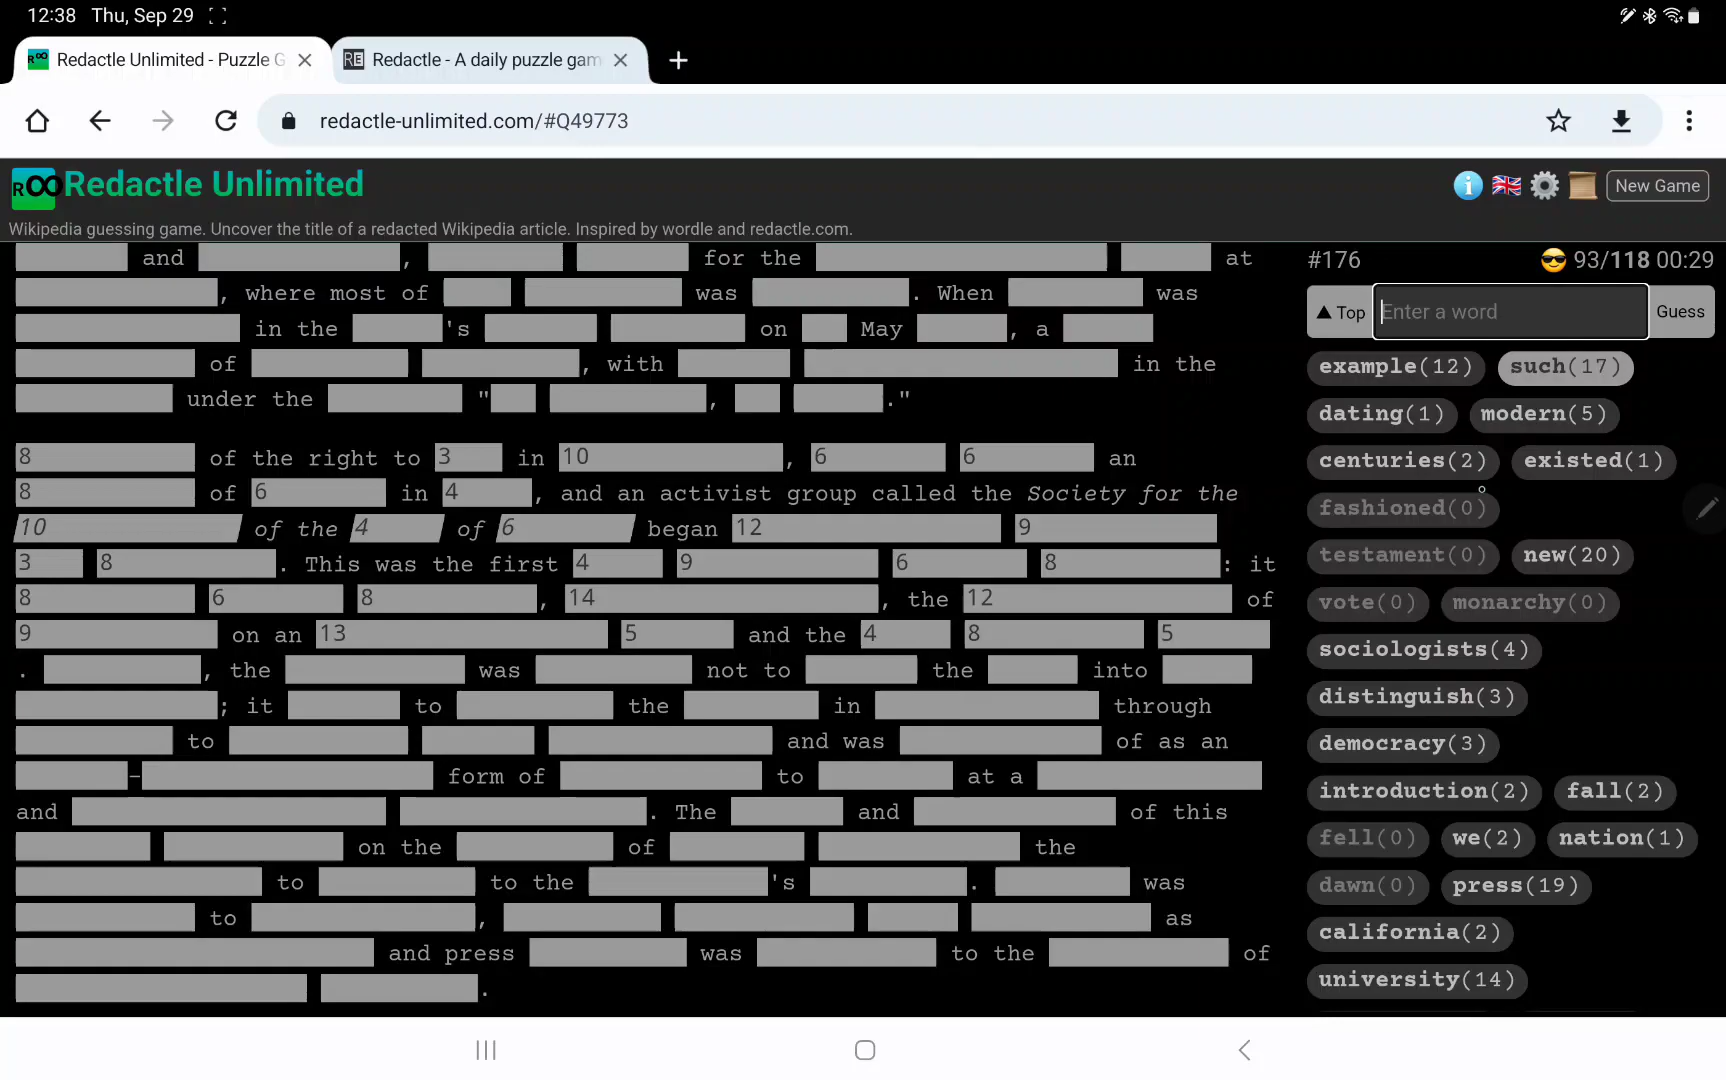 12:38 Thu, Sep 29
Redactle Unlimited - Puzzle G
Redactle - A daily puzzle gam
redactle-unlimited.com/#Q49773
R∞ Redactle Unlimited
New Game
Wikipedia guessing game. Uncover the title of a redacted Wikipedia article. Inspired by wordle and redactle.com.
and , for the at
, where most of was . When was
in the 's on May , a
of , with in the
under the " , ."
8 of the right to 3 in 10 , 6 6 an
8 of 6 in 4 , and an activist group called the Society for the
10 of the 4 of 6 began 12 9
3 8 . This was the first 4 9 6 8 : it
8 6 8 , 14 , the 12 of
9 on an 13 5 and the 4 8 5
. , the was not to the into
; it to the in through
to and was of as an
- form of to at a
and . The and of this
on the of the
to to the 's . was
to , as
and press was to the of
.
#176 93/118 00:29
▲ Top Enter a word Guess
example(12) such(17)
dating(1) modern(5)
centuries(2) existed(1)
fashioned(0)
testament(0) new(20)
vote(0) monarchy(0)
sociologists(4)
distinguish(3)
democracy(3)
introduction(2) fall(2)
fell(0) we(2) nation(1)
dawn(0) press(19)
california(2)
university(14)